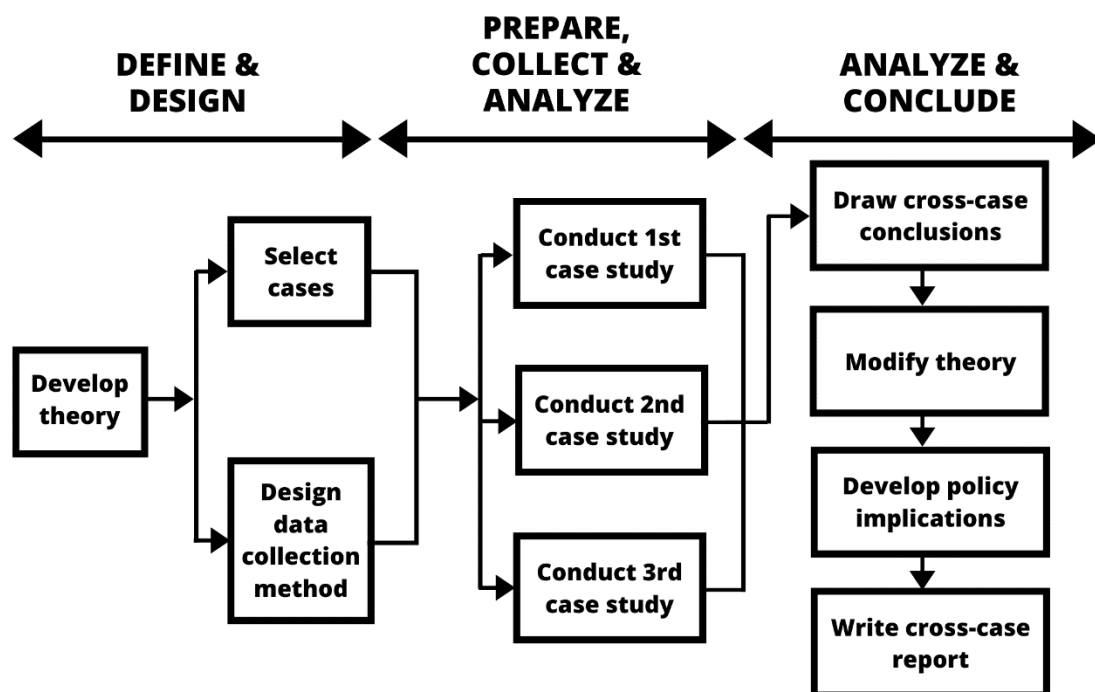 DEFINE &
DESIGN
PREPARE,
COLLECT &
ANALYZE
ANALYZE &
CONCLUDE
Develop
theory
Select
cases
Design
data
collection
method
Conduct 1st
case study
Conduct 2nd
case study
Conduct 3rd
case study
Draw cross-case
conclusions
Modify theory
Develop policy
implications
Write cross-case
report